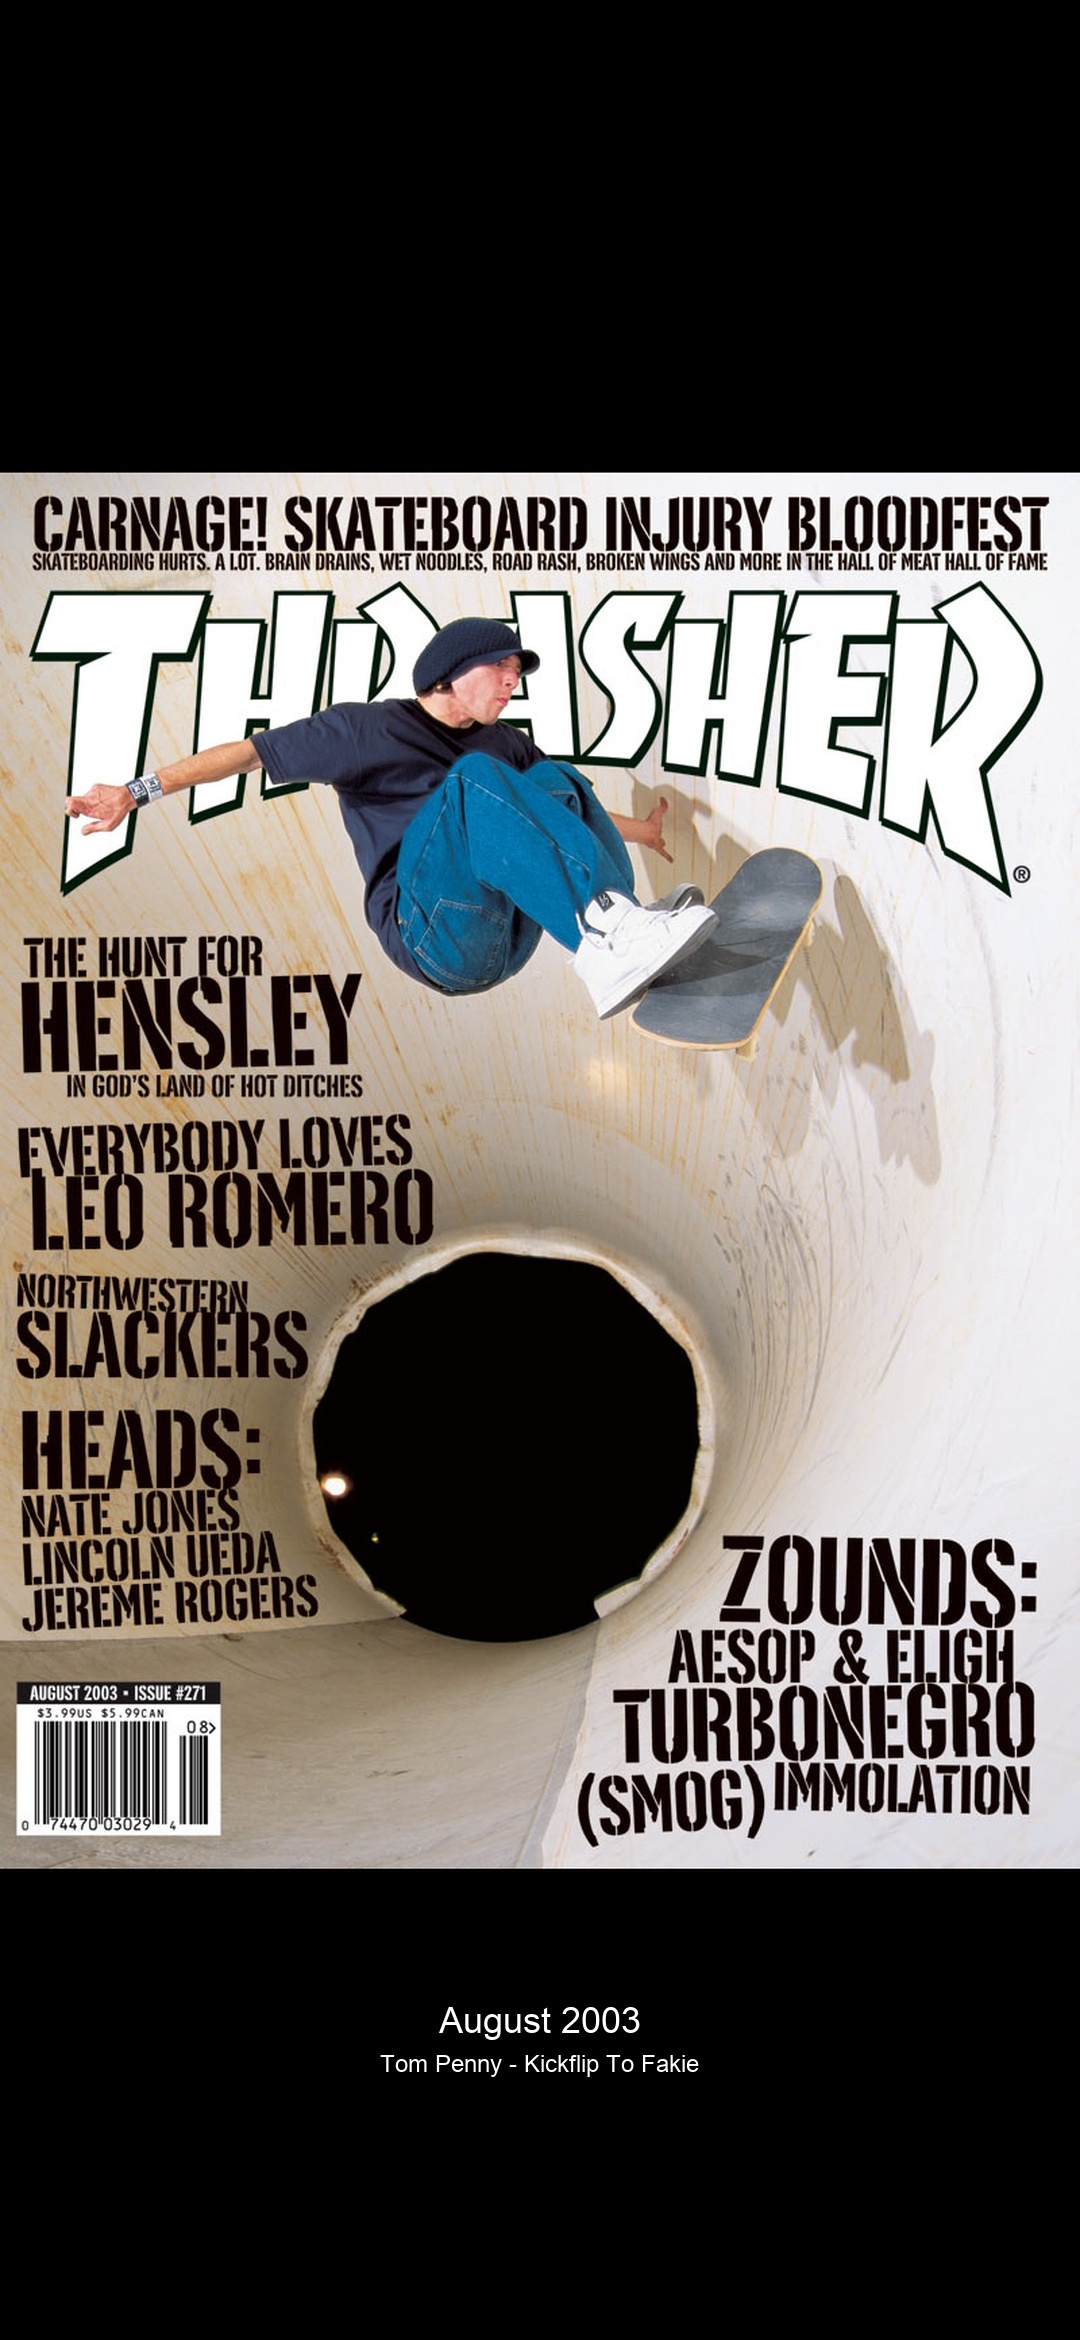 CARNAGE! SKATEBOARD INJURY BLOODFEST
SKATEBOARDING HURTS. A LOT. BRAIN DRAINS, WET NOODLES, ROAD RASH, BROKEN WINGS AND MORE IN THE HALL OF MEAT HALL OF FAME
THRASHER®
THE HUNT FOR
HENSLEY
IN GOD'S LAND OF HOT DITCHES
EVERYBODY LOVES
LEO ROMERO
NORTHWESTERN
SLACKERS
HEADS:
NATE JONES
LINCOLN UEDA
JEREME ROGERS
ZOUNDS:
AESOP & ELIGH
TURBONEGRO
(SMOG) IMMOLATION
AUGUST 2003 ▪ ISSUE #271
$3.99US $5.99CAN
08>
0 74470 03029 4
August 2003
Tom Penny - Kickflip To Fakie